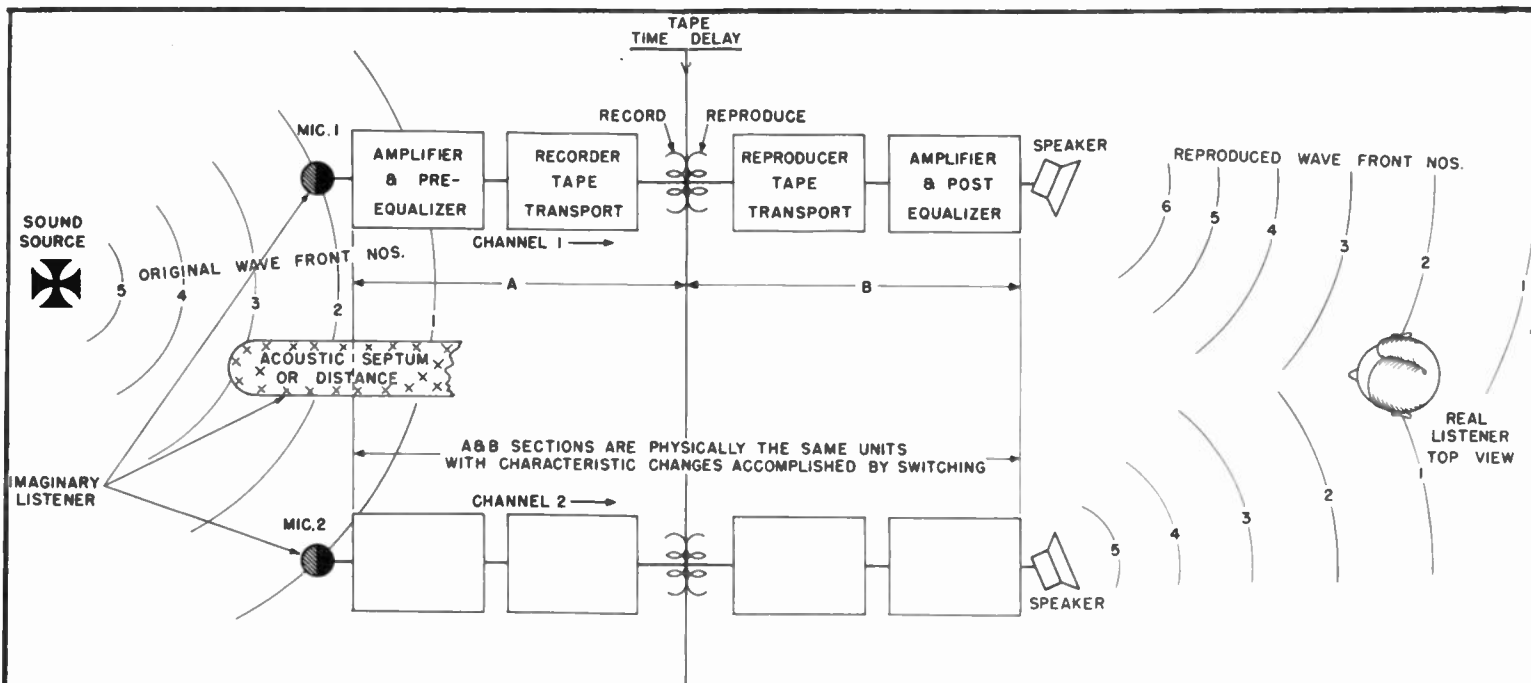 TAPE
TIME DELAY
RECORD
REPRODUCE
MIC. 1
AMPLIFIER
& PRE-
EQUALIZER
RECORDER
TAPE
TRANSPORT
REPRODUCER
TAPE
TRANSPORT
AMPLIFIER
& POST
EQUALIZER
SPEAKER
REPRODUCED WAVE FRONT NOS.
6
5
4
3
2
1
SOUND
SOURCE
ORIGINAL WAVE FRONT NOS.
5
4
3
2
1
CHANNEL 1
A
B
ACOUSTIC SEPTUM
OR DISTANCE
REAL
LISTENER
TOP VIEW
A&B SECTIONS ARE PHYSICALLY THE SAME UNITS
WITH CHARACTERISTIC CHANGES ACCOMPLISHED BY SWITCHING
IMAGINARY
LISTENER
CHANNEL 2
MIC. 2
SPEAKER
5
4
3
2
1